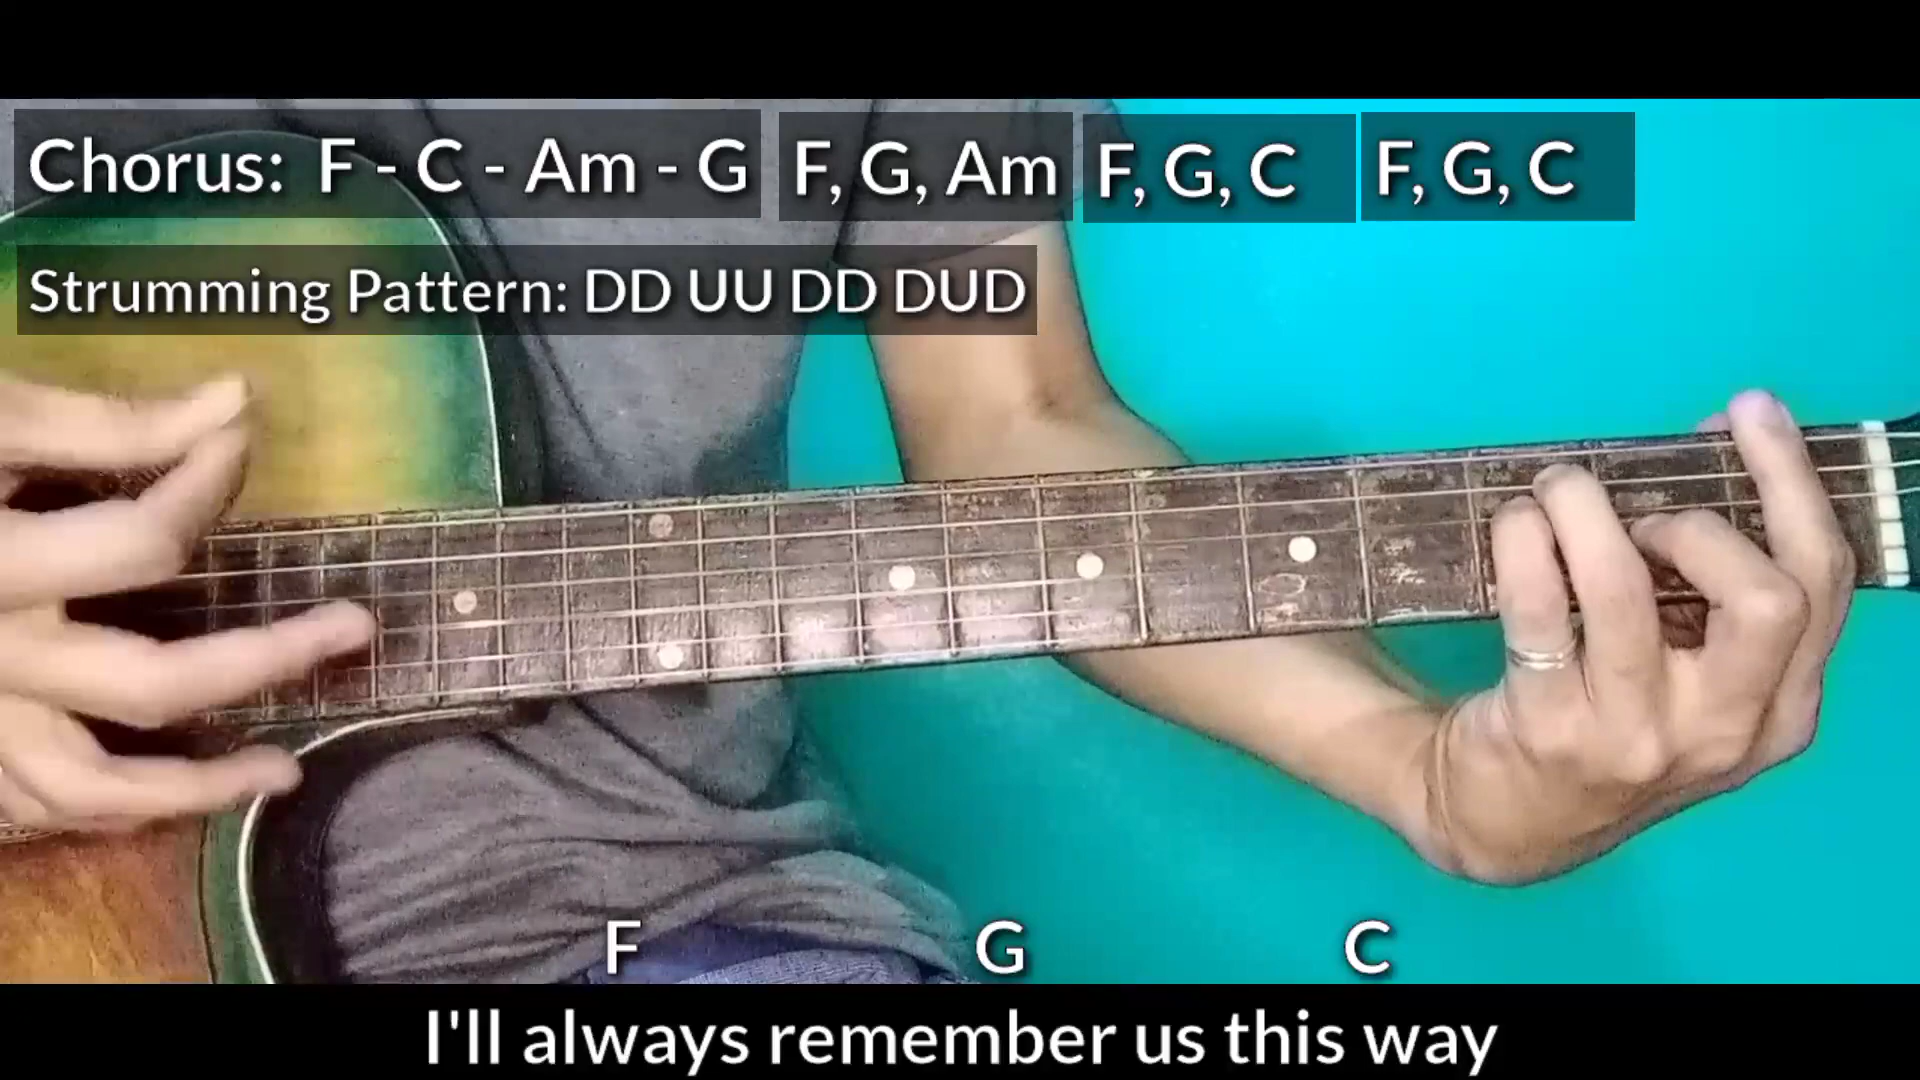 Chorus: F - C - Am - G F, G, Am F, G, C F, G, C
Strumming Pattern: DD UU DD DUD
F G C
I'll always remember us this way